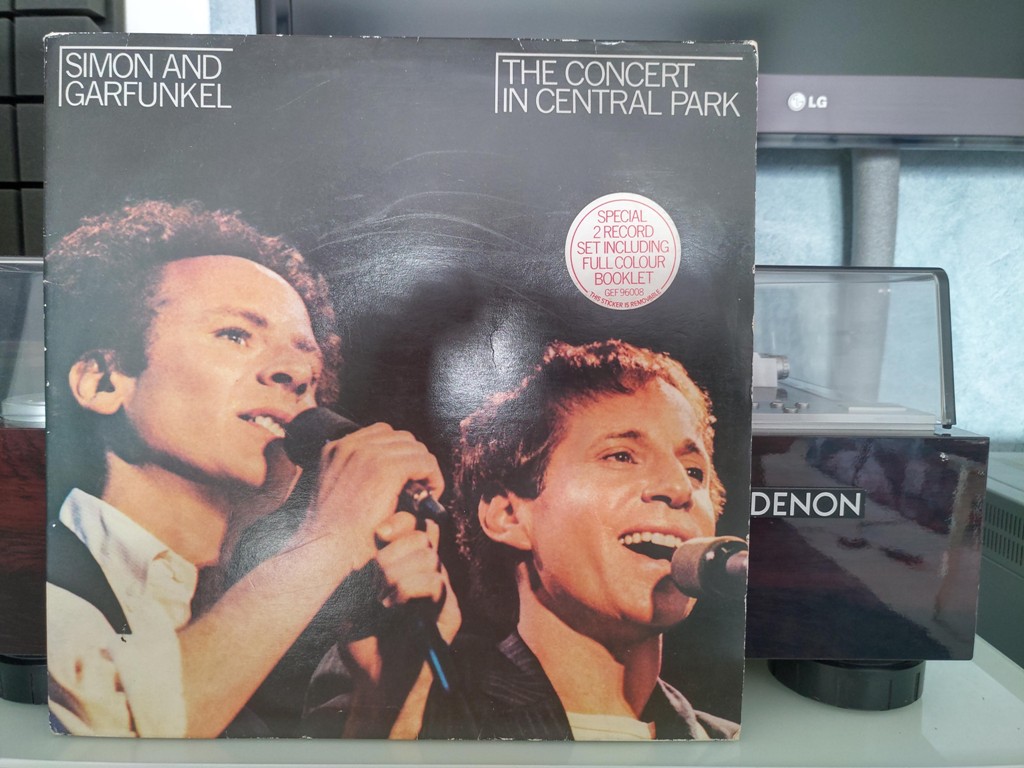 SIMON AND
GARFUNKEL
THE CONCERT
IN CENTRAL PARK
LG
SPECIAL
2 RECORD
SET INCLUDING
FULL COLOUR
BOOKLET
GEF 96008
THIS STICKER IS REMOVABLE
DENON